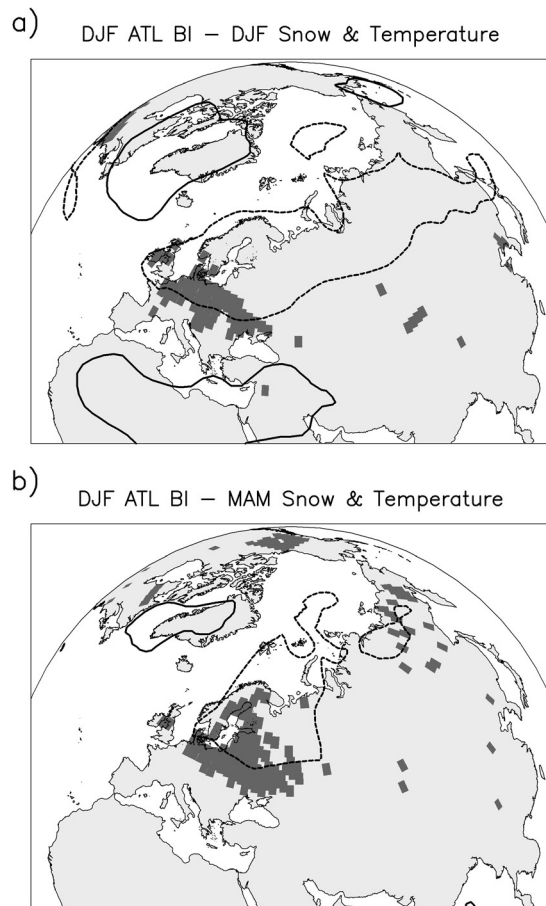 a)
DJF ATL BI – DJF Snow & Temperature
b)
DJF ATL BI – MAM Snow & Temperature